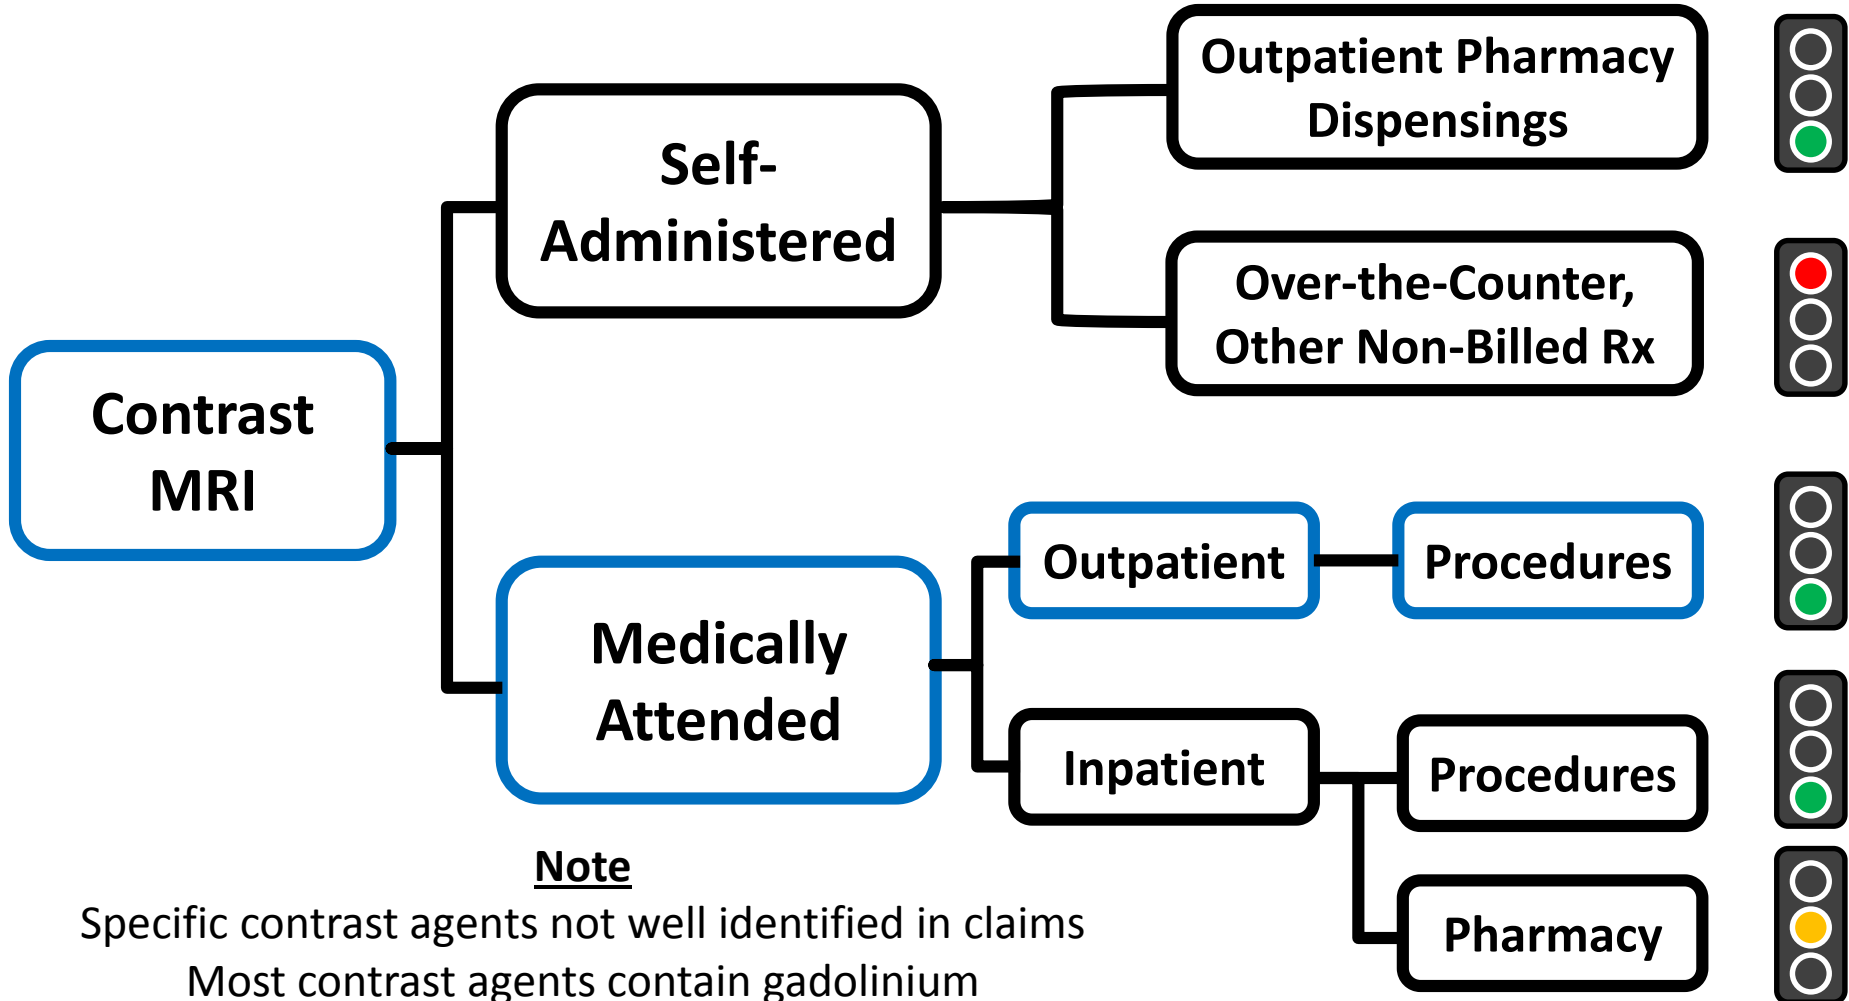 Outpatient Pharmacy
Dispensings
Self-
Administered
Over-the-Counter,
Other Non-Billed Rx
Contrast
MRI
Outpatient
Procedures
Medically
Attended
Inpatient
Procedures
Pharmacy
Note
Specific contrast agents not well identified in claims
Most contrast agents contain gadolinium